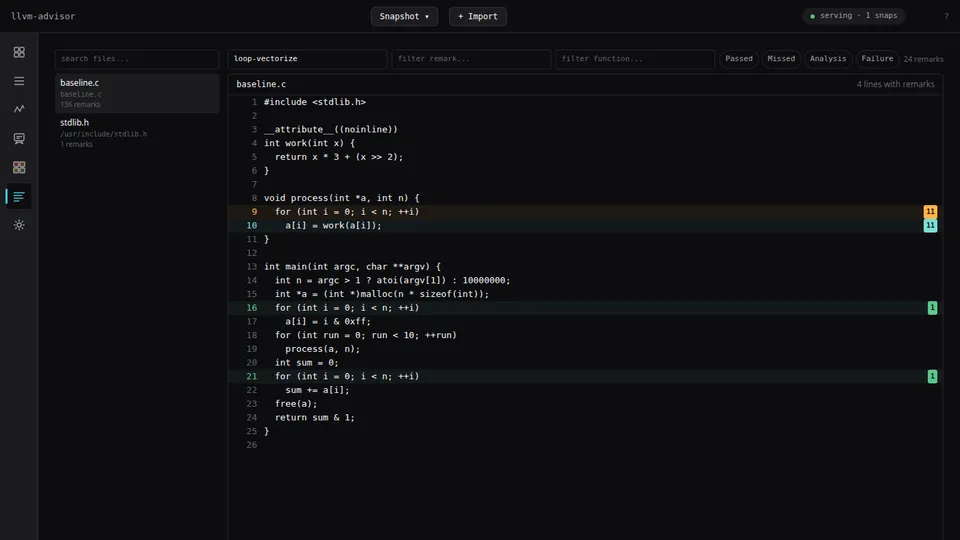 llvm-advisor
Snapshot ▾
+ Import
● serving · 1 snaps
?
search files...
loop-vectorize
filter remark...
filter function...
Passed
Missed
Analysis
Failure
24 remarks
baseline.c
baseline.c
136 remarks
stdlib.h
/usr/include/stdlib.h
1 remarks
baseline.c
4 lines with remarks
1 #include <stdlib.h>
2
3 __attribute__((noinline))
4 int work(int x) {
5   return x * 3 + (x >> 2);
6 }
7
8 void process(int *a, int n) {
9   for (int i = 0; i < n; ++i) 11
10     a[i] = work(a[i]); 11
11 }
12
13 int main(int argc, char **argv) {
14   int n = argc > 1 ? atoi(argv[1]) : 10000000;
15   int *a = (int *)malloc(n * sizeof(int));
16   for (int i = 0; i < n; ++i) 1
17     a[i] = i & 0xff;
18   for (int run = 0; run < 10; ++run)
19     process(a, n);
20   int sum = 0;
21   for (int i = 0; i < n; ++i) 1
22     sum += a[i];
23   free(a);
24   return sum & 1;
25 }
26